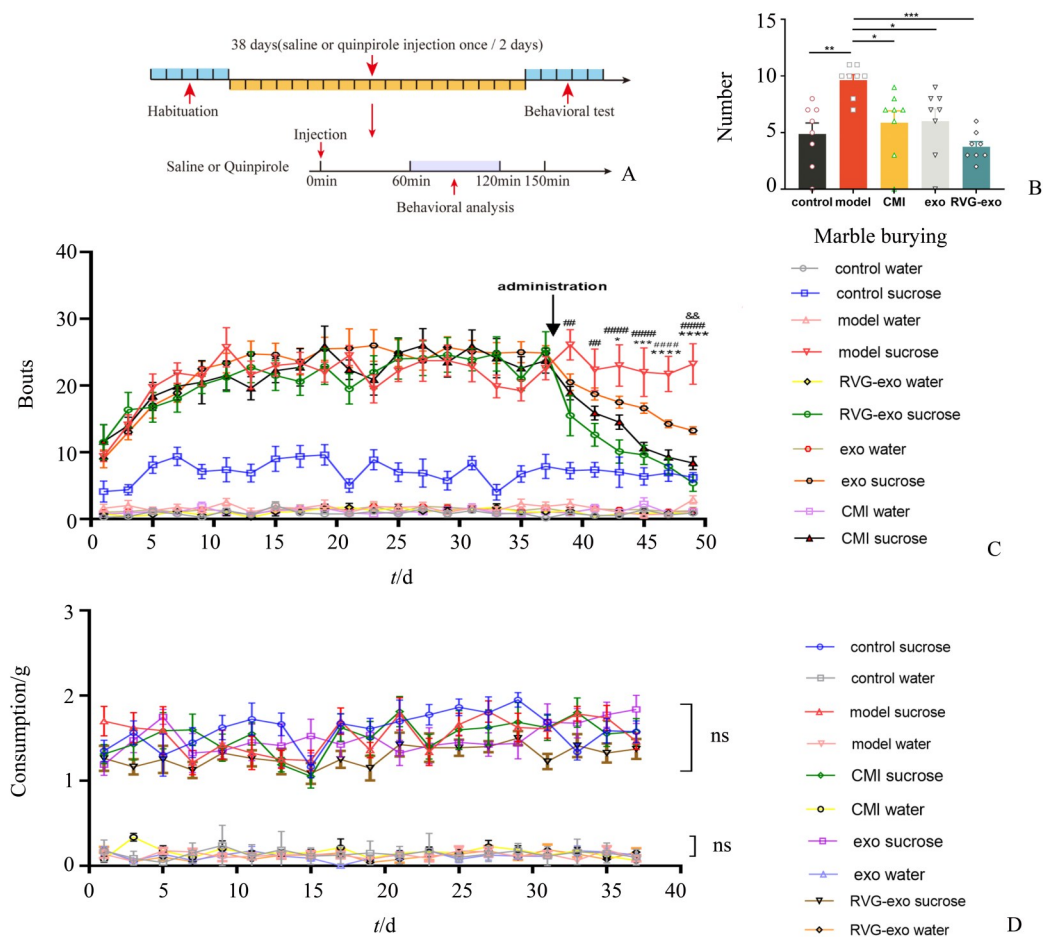 38 days(saline or quinpirole injection once / 2 days)
Habituation
Behavioral test
Injection
Saline or Quinpirole
0min
60min
120min
150min
Behavioral analysis
A
Number
15
10
5
0
**
*
*
***
control
model
CMI
exo
RVG-exo
Marble burying
B
Bouts
40
30
20
10
0
0
5
10
15
20
25
30
35
40
45
50
t/d
administration
##
##
####
*
####
***
####
****
&&
####
****
control water
control sucrose
model water
model sucrose
RVG-exo water
RVG-exo sucrose
exo water
exo sucrose
CMI water
CMI sucrose
C
Consumption/g
3
2
1
0
0
5
10
15
20
25
30
35
40
t/d
ns
ns
control sucrose
control water
model sucrose
model water
CMI sucrose
CMI water
exo sucrose
exo water
RVG-exo sucrose
RVG-exo water
D